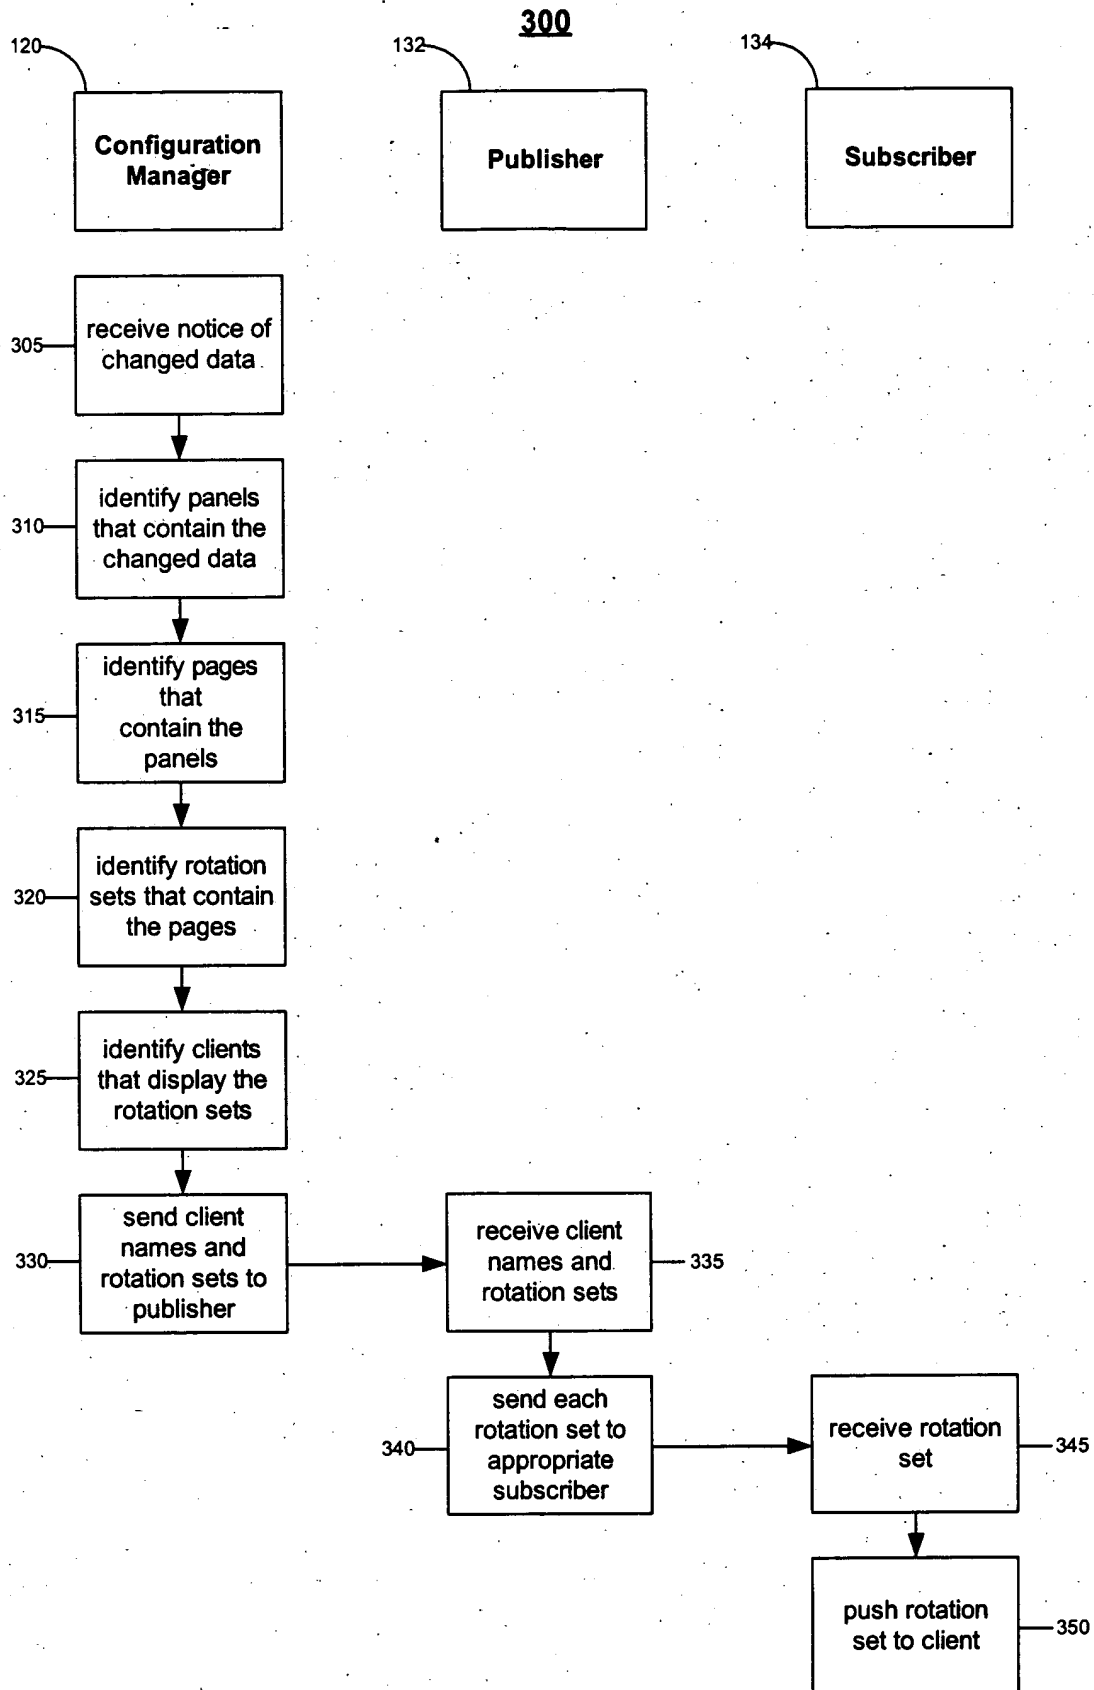 300
120
132
134
Configuration
Manager
Publisher
Subscriber
305
receive notice of
changed data
310
identify panels
that contain the
changed data
315
identify pages
that
contain the
panels
320
identify rotation
sets that contain
the pages
325
identify clients
that display the
rotation sets
330
send client
names and
rotation sets to
publisher
receive client
names and
rotation sets
335
340
send each
rotation set to
appropriate
subscriber
receive rotation
set
345
push rotation
set to client
350